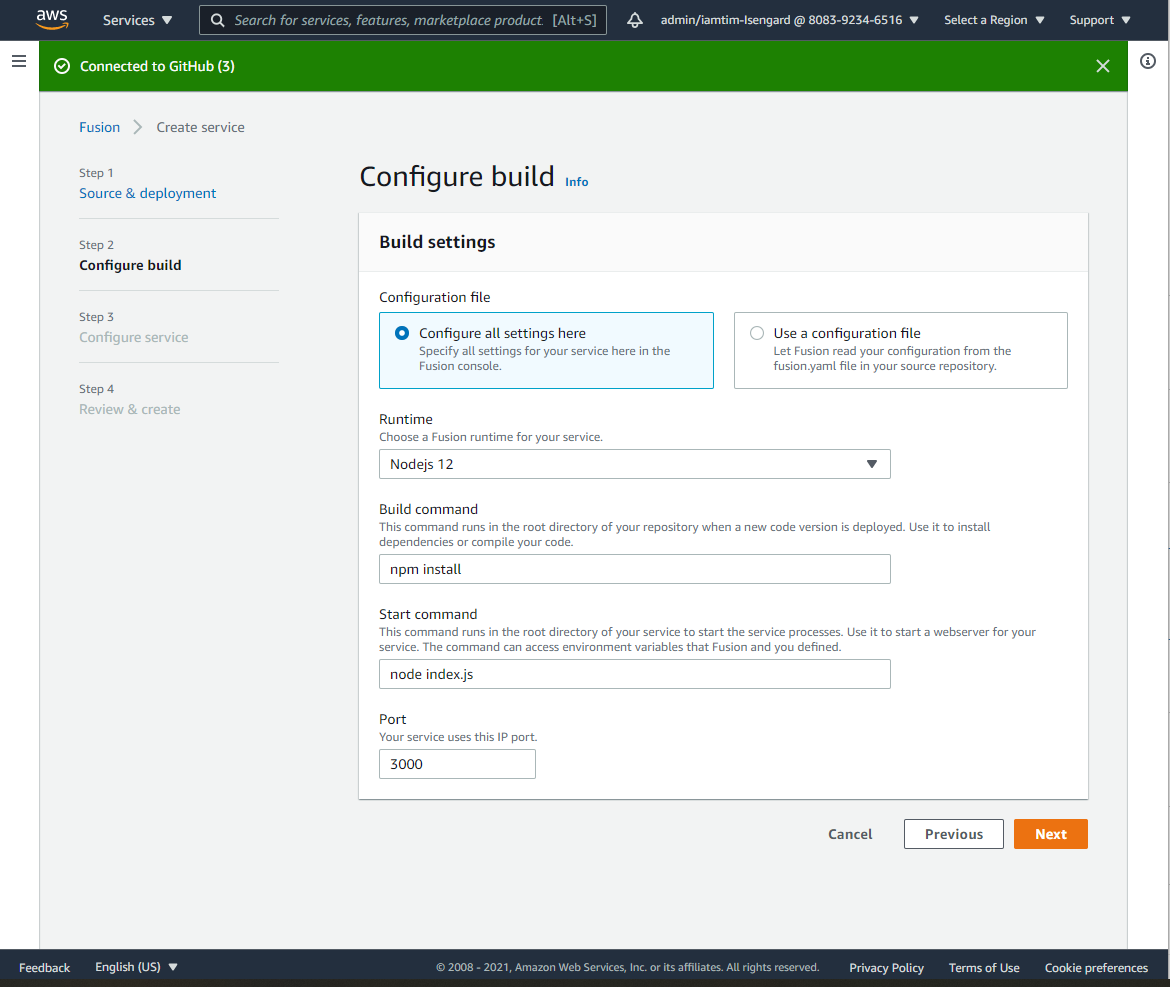 aws
Services
Search for services, features, marketplace product. [Alt+S]
admin/iamtim-Isengard @ 8083-9234-6516
Select a Region
Support
Connected to GitHub (3)
Fusion
Create service
Step 1
Source & deployment
Step 2
Configure build
Step 3
Configure service
Step 4
Review & create
Configure build Info
Build settings
Configuration file
Configure all settings here
Specify all settings for your service here in the
Fusion console.
Use a configuration file
Let Fusion read your configuration from the
fusion.yaml file in your source repository.
Runtime
Choose a Fusion runtime for your service.
Nodejs 12
Build command
This command runs in the root directory of your repository when a new code version is deployed. Use it to install
dependencies or compile your code.
npm install
Start command
This command runs in the root directory of your service to start the service processes. Use it to start a webserver for your
service. The command can access environment variables that Fusion and you defined.
node index.js
Port
Your service uses this IP port.
3000
Cancel
Previous
Next
Feedback
English (US)
© 2008 - 2021, Amazon Web Services, Inc. or its affiliates. All rights reserved.
Privacy Policy
Terms of Use
Cookie preferences